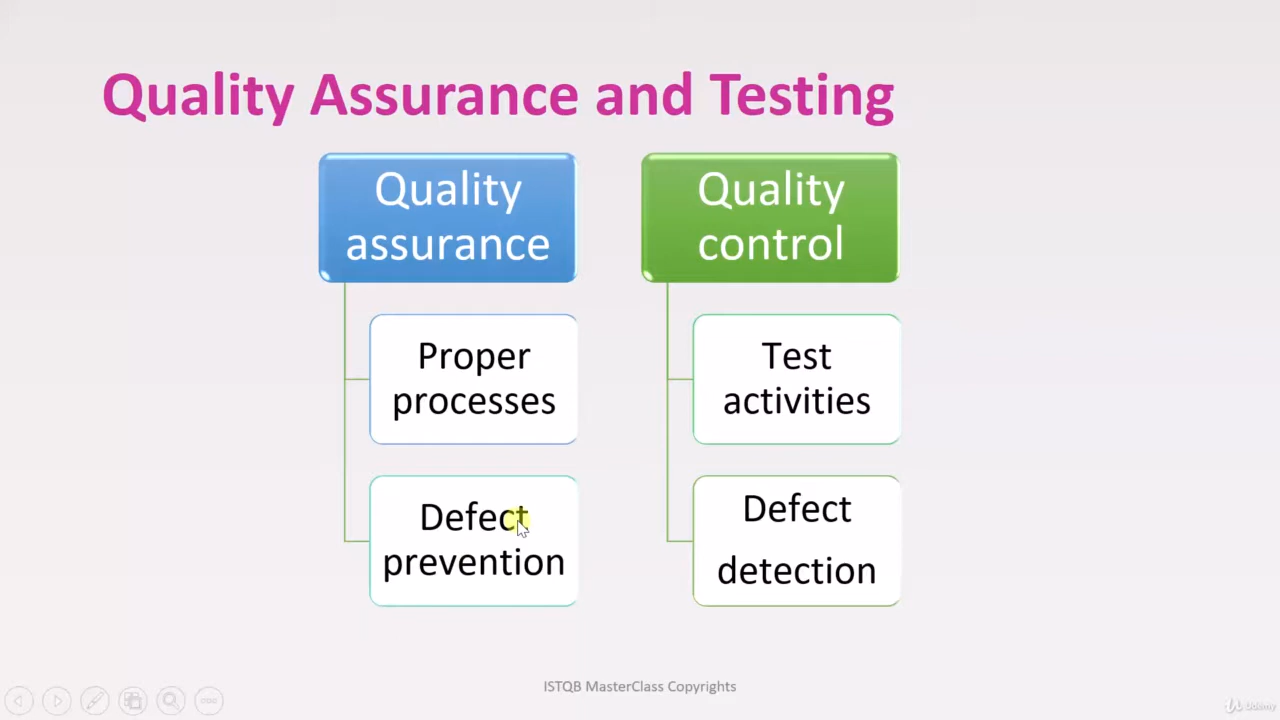 Quality Assurance and Testing
Quality
assurance
Proper
processes
Defect
prevention
Quality
control
Test
activities
Defect
detection
ISTQB MasterClass Copyrights
Udemy